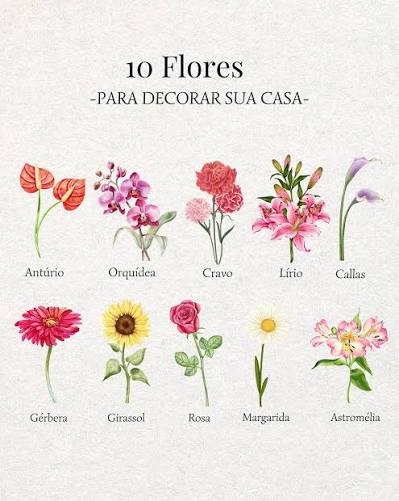 10 Flores
-PARA DECORAR SUA CASA-
Antúrio Orquídea Cravo Lírio Callas
Gérbera Girassol Rosa Margarida Astromélia